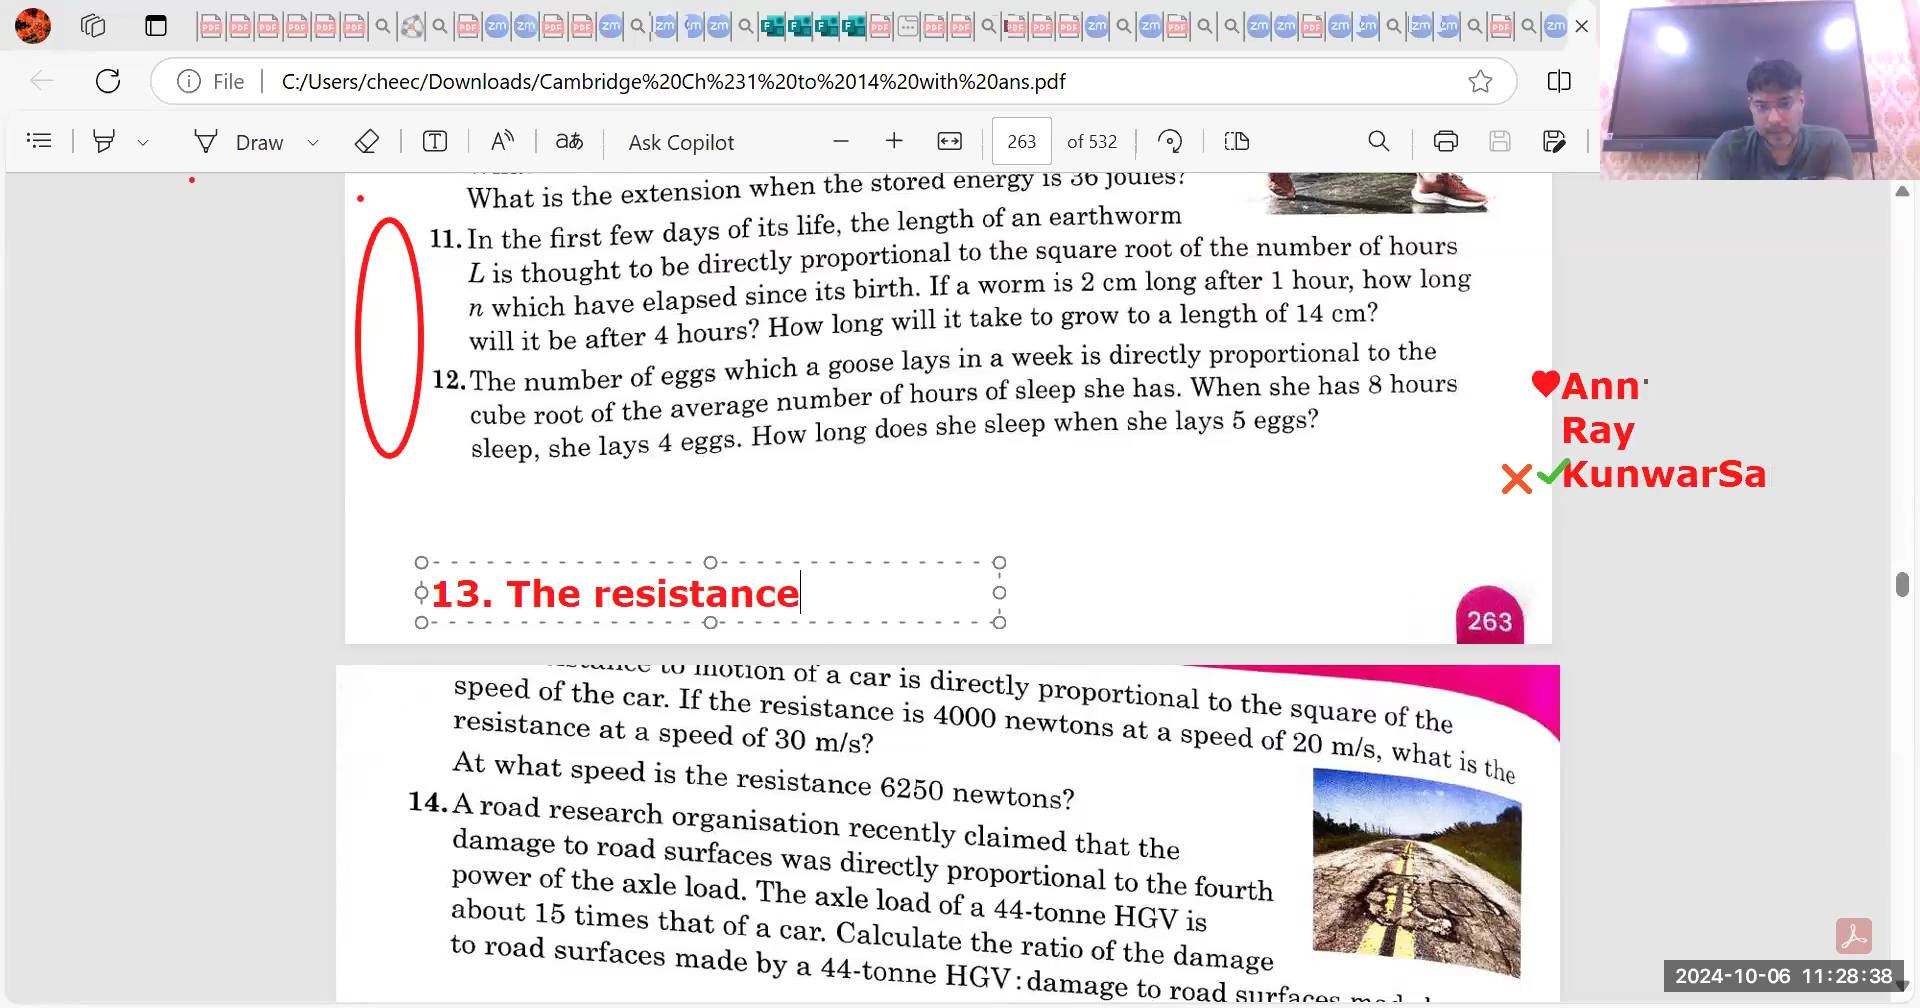 File C:/Users/cheec/Downloads/Cambridge%20Ch%231%20to%2014%20with%20ans.pdf
Draw Ask Copilot 263 of 532
What is the extension when the stored energy is 36 joules?
11. In the first few days of its life, the length of an earthworm
L is thought to be directly proportional to the square root of the number of hours
n which have elapsed since its birth. If a worm is 2 cm long after 1 hour, how long
will it be after 4 hours? How long will it take to grow to a length of 14 cm?
12. The number of eggs which a goose lays in a week is directly proportional to the
cube root of the average number of hours of sleep she has. When she has 8 hours
sleep, she lays 4 eggs. How long does she sleep when she lays 5 eggs?
Ann
Ray
KunwarSa
13. The resistance
263
to motion of a car is directly proportional to the square of the
speed of the car. If the resistance is 4000 newtons at a speed of 20 m/s, what is the
resistance at a speed of 30 m/s?
At what speed is the resistance 6250 newtons?
14. A road research organisation recently claimed that the
damage to road surfaces was directly proportional to the fourth
power of the axle load. The axle load of a 44-tonne HGV is
about 15 times that of a car. Calculate the ratio of the damage
to road surfaces made by a 44-tonne HGV : damage to road surfaces
2024-10-06 11:28:38